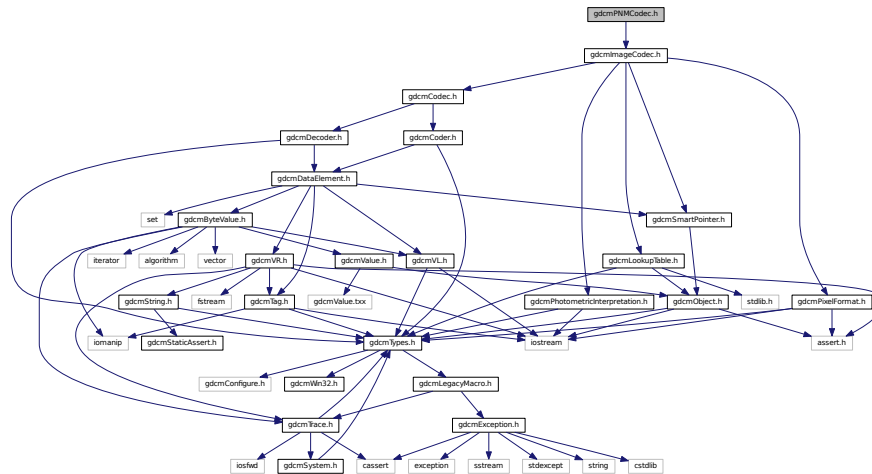 gdcmPNMCodec.h
gdcmImageCodec.h
gdcmCodec.h
gdcmDecoder.h
gdcmCoder.h
gdcmDataElement.h
set
gdcmByteValue.h
gdcmSmartPointer.h
iterator
algorithm
vector
gdcmVR.h
gdcmValue.h
gdcmVL.h
gdcmLookupTable.h
gdcmString.h
fstream
gdcmTag.h
gdcmValue.txx
gdcmPhotometricInterpretation.h
gdcmObject.h
stdlib.h
gdcmPixelFormat.h
iomanip
gdcmStaticAssert.h
gdcmTypes.h
iostream
assert.h
gdcmConfigure.h
gdcmWin32.h
gdcmLegacyMacro.h
gdcmTrace.h
gdcmException.h
iosfwd
gdcmSystem.h
cassert
exception
sstream
stdexcept
string
cstdlib